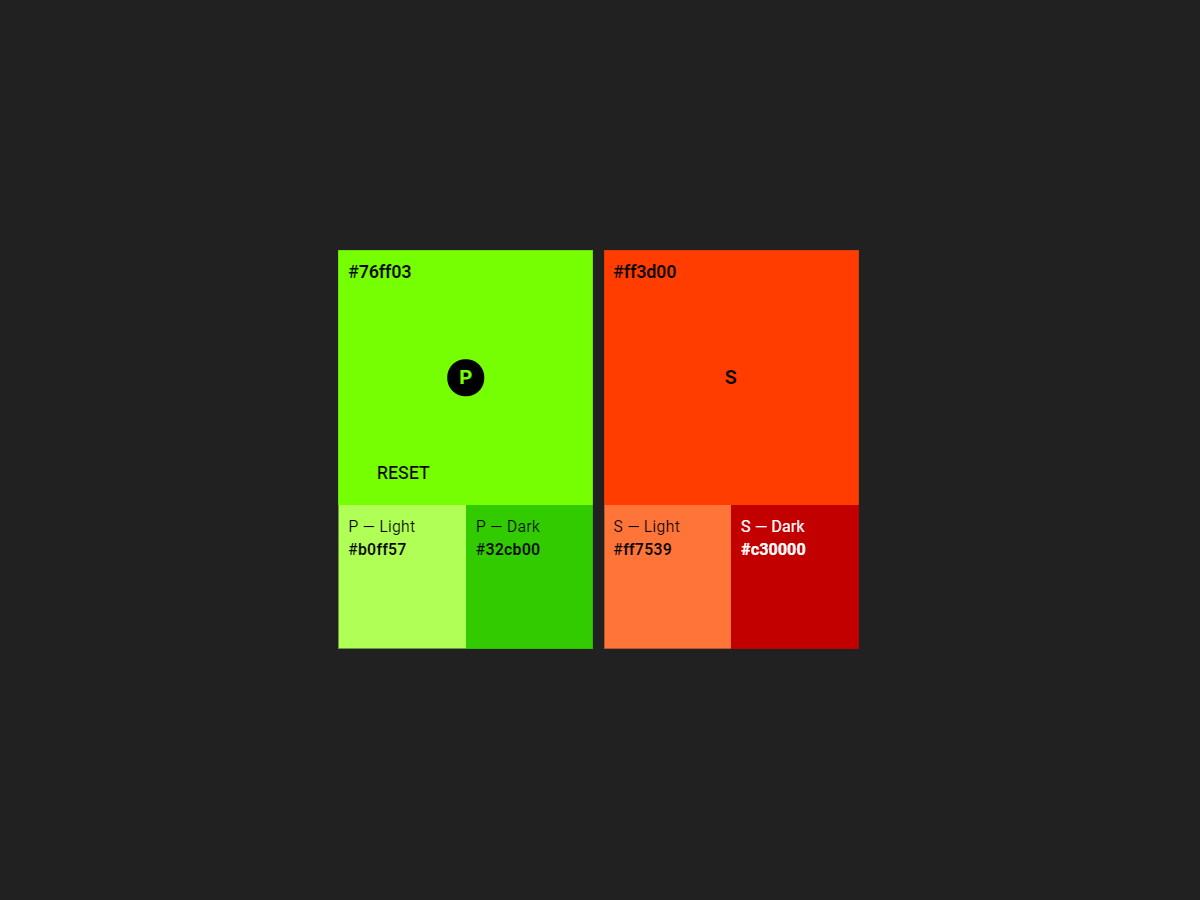 #76ff03
P
RESET
P — Light
#b0ff57
P — Dark
#32cb00
#ff3d00
S
S — Light
#ff7539
S — Dark
#c30000